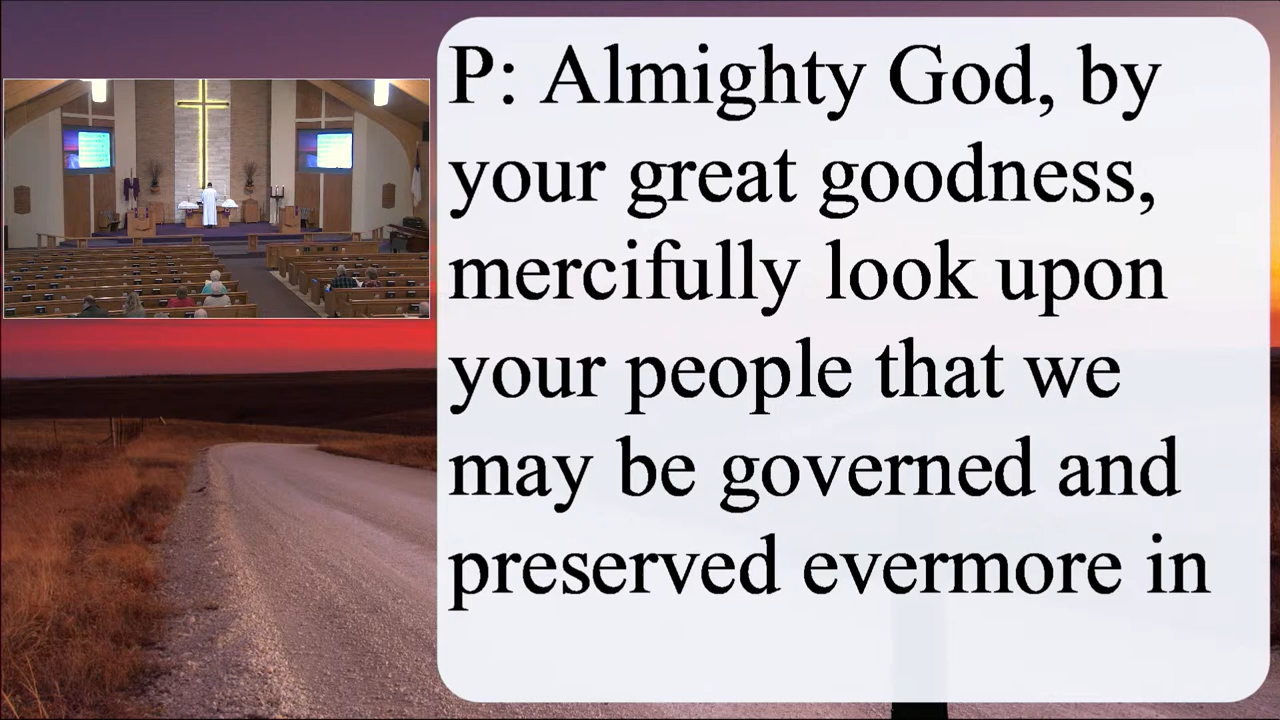 P: Almighty God, by
your great goodness,
mercifully look upon
your people that we
may be governed and
preserved evermore in